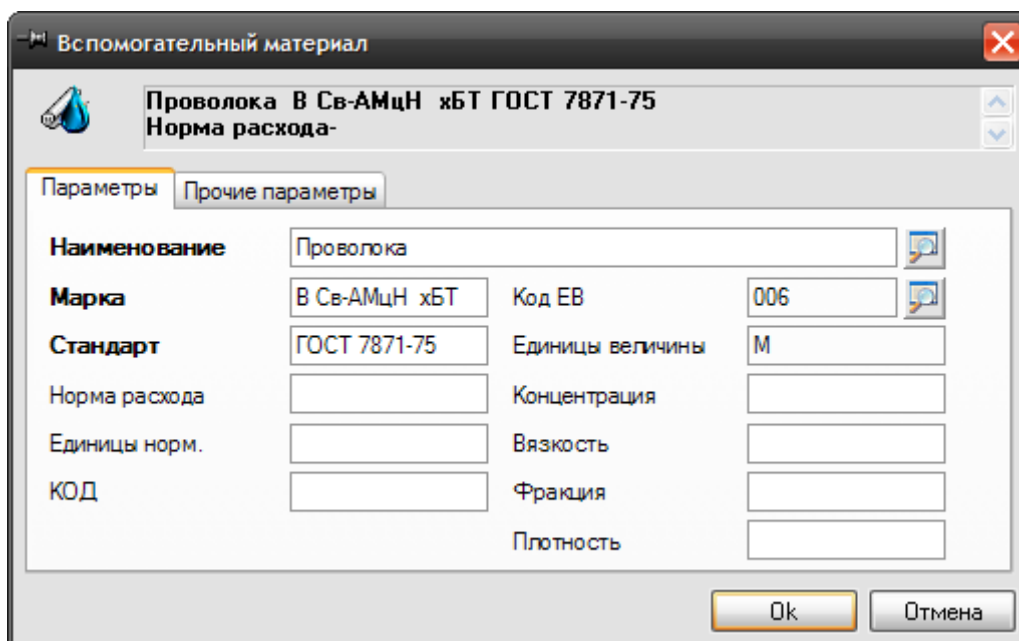 Вспомогательный материал
Проволока В Св-АМцН хБТ ГОСТ 7871-75
Норма расхода-
Параметры Прочие параметры
Наименование Проволока
Марка В Св-АМцН хБТ Код ЕВ 006
Стандарт ГОСТ 7871-75 Единицы величины М
Норма расхода Концентрация
Единицы норм. Вязкость
КОД Фракция
Плотность
Ok Отмена